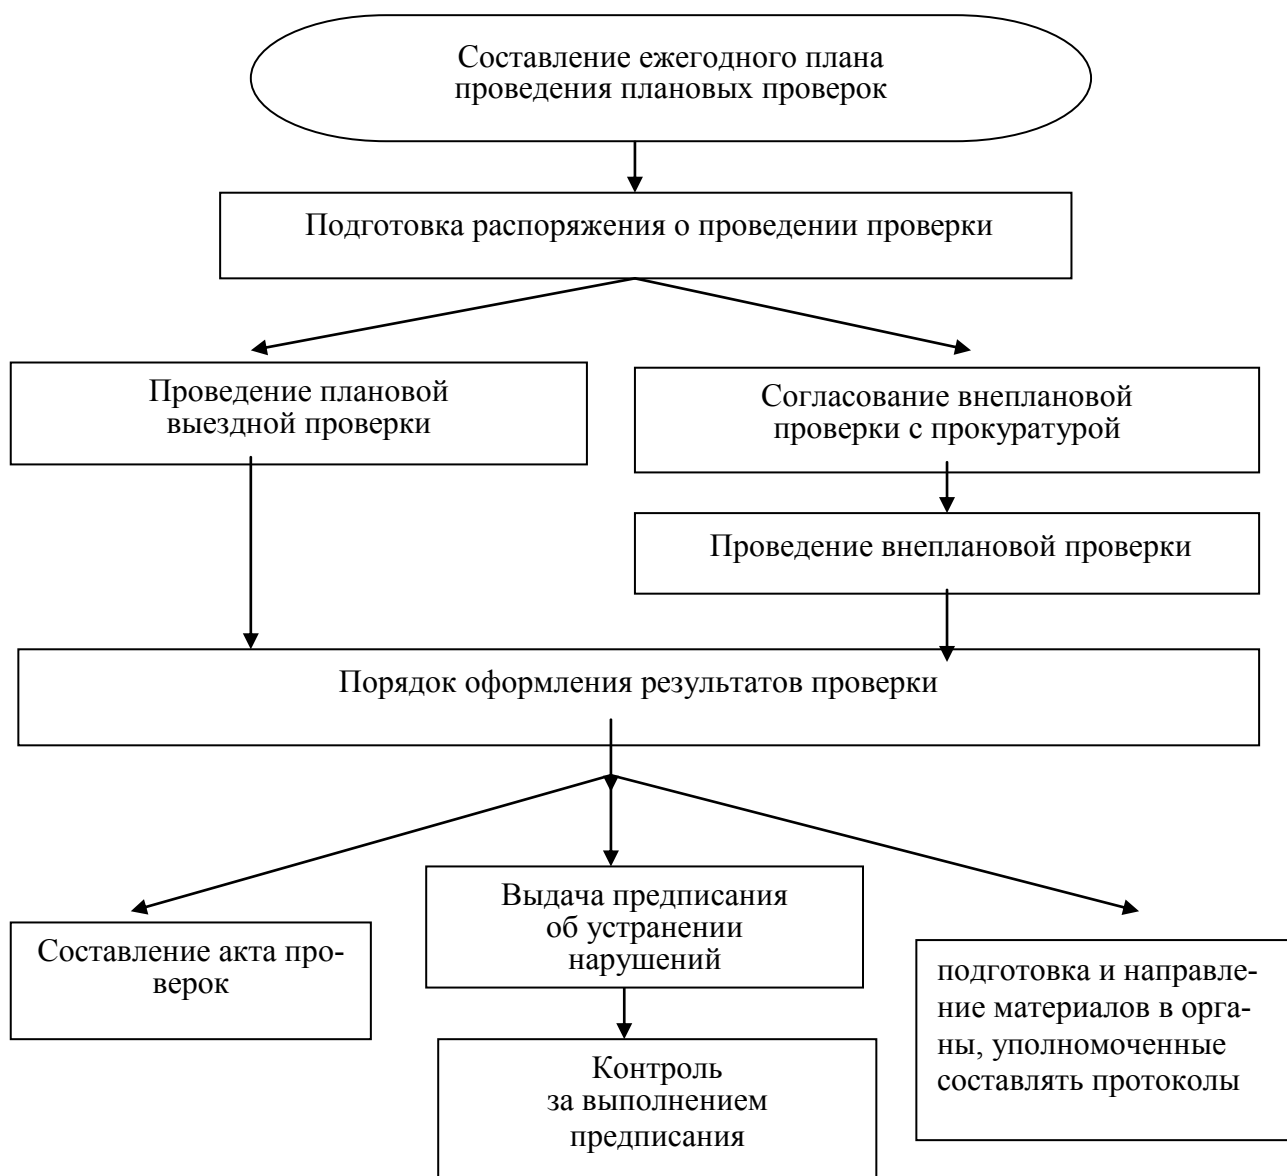 Составление ежегодного плана
проведения плановых проверок
Подготовка распоряжения о проведении проверки
Проведение плановой
выездной проверки
Согласование внеплановой
проверки с прокуратурой
Проведение внеплановой проверки
Порядок оформления результатов проверки
Составление акта про-
верок
Выдача предписания
об устранении
нарушений
Контроль
за выполнением
предписания
подготовка и направле-
ние материалов в орга-
ны, уполномоченные
составлять протоколы